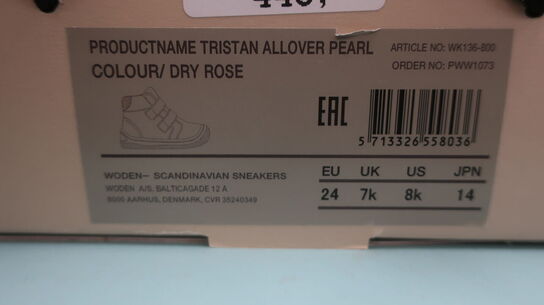 PRODUCTNAME TRISTAN ALLOVER PEARL
ARTICLE NO: WK136-800
COLOUR/ DRY ROSE
ORDER NO: PWW1073
EAC
5 713326 558036
WODEN– SCANDINAVIAN SNEAKERS
WODEN A/S, BALTICAGADE 12 A
8000 AARHUS, DENMARK, CVR 35240349
EU UK US JPN
24 7k 8k 14